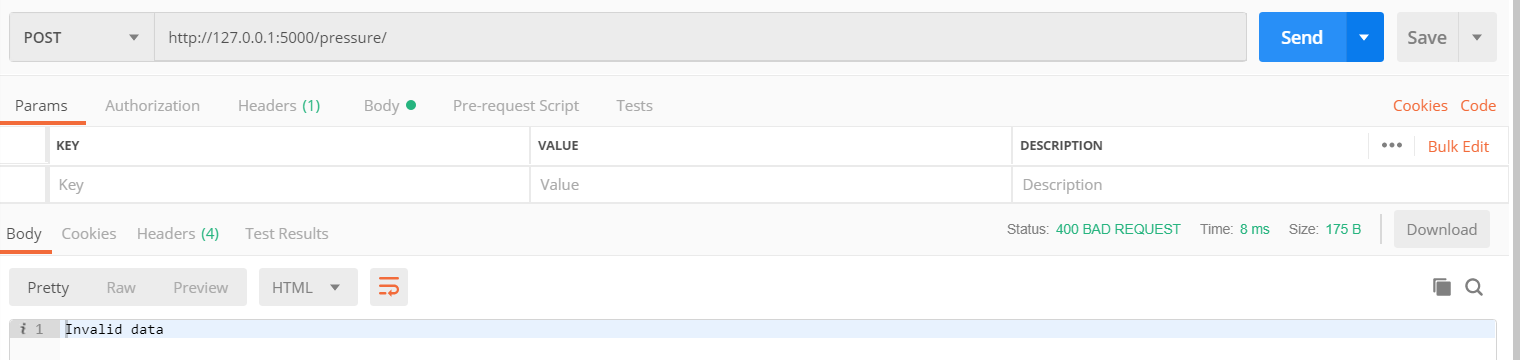 POST http://127.0.0.1:5000/pressure/ Send Save
Params Authorization Headers (1) Body Pre-request Script Tests Cookies Code
KEY VALUE DESCRIPTION Bulk Edit
Key Value Description
Body Cookies Headers (4) Test Results Status: 400 BAD REQUEST Time: 8 ms Size: 175 B Download
Pretty Raw Preview HTML
i 1 Invalid data